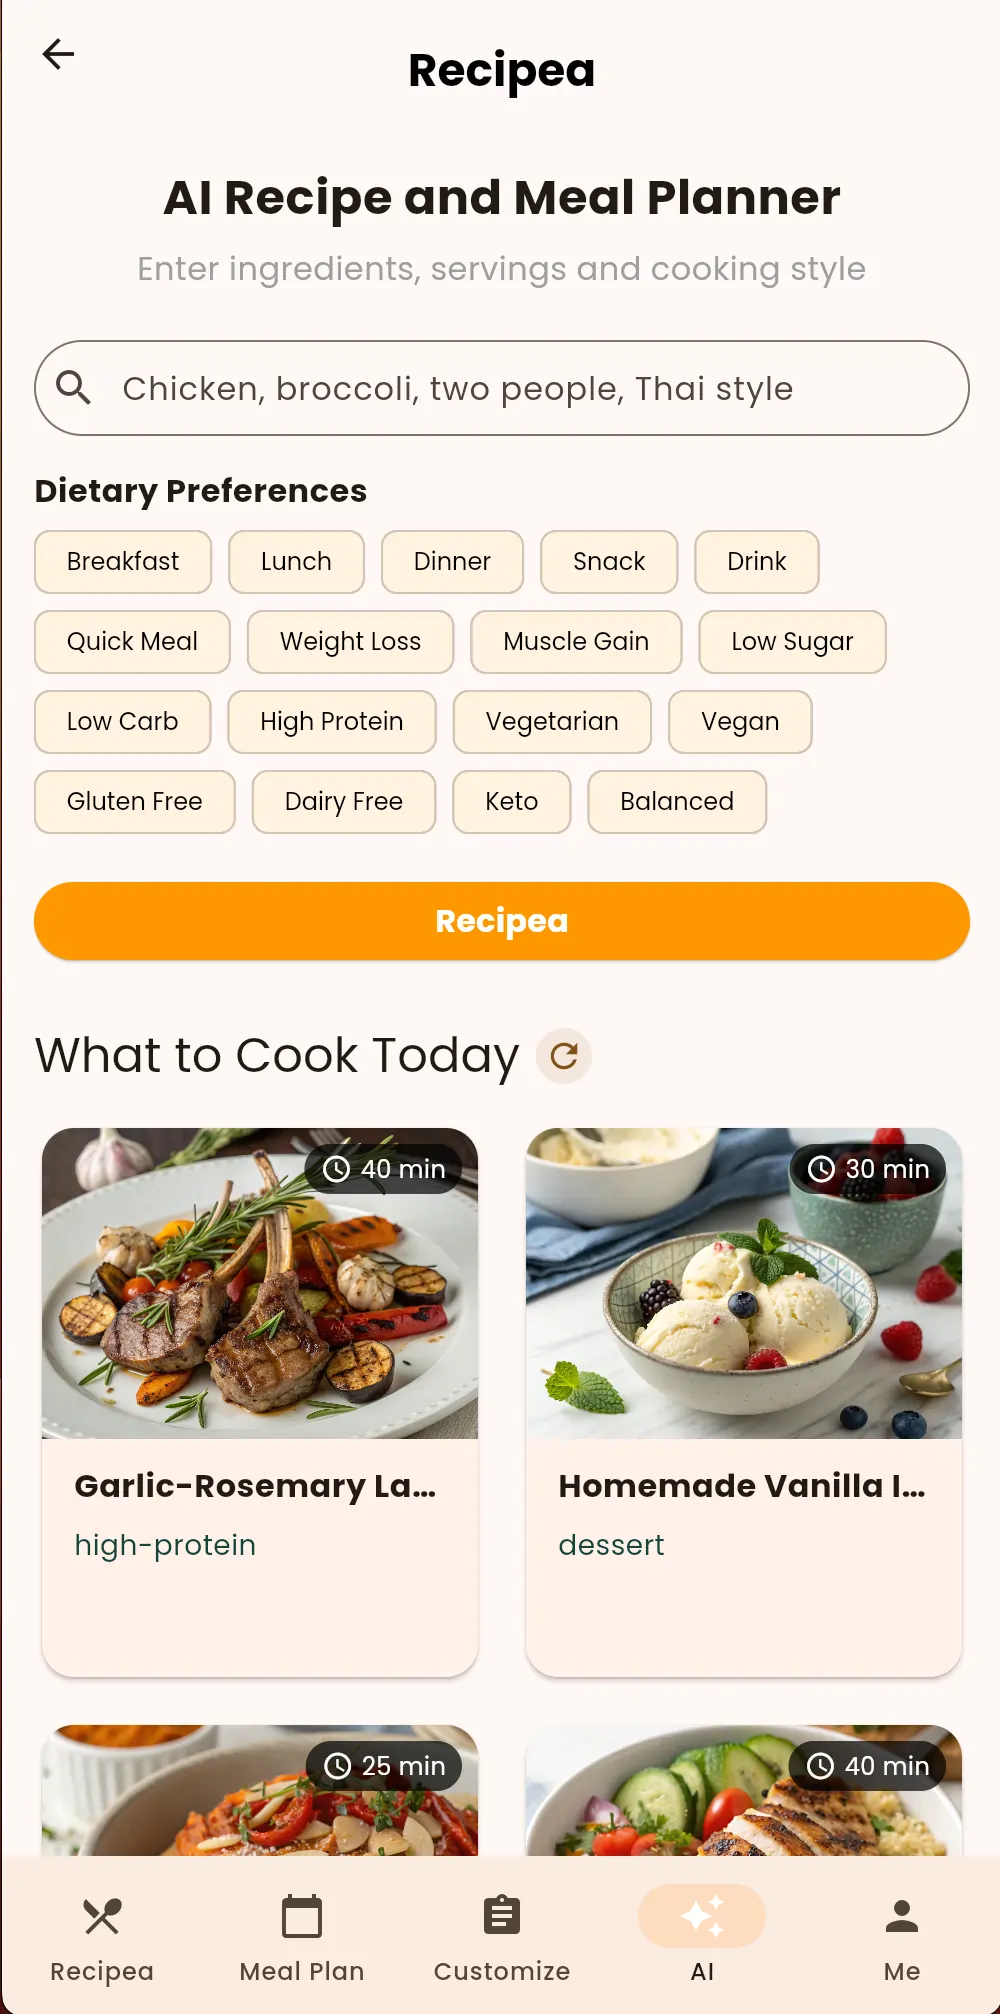 Recipea
AI Recipe and Meal Planner
Enter ingredients, servings and cooking style
Chicken, broccoli, two people, Thai style
Dietary Preferences
Breakfast Lunch Dinner Snack Drink
Quick Meal Weight Loss Muscle Gain Low Sugar
Low Carb High Protein Vegetarian Vegan
Gluten Free Dairy Free Keto Balanced
Recipea
What to Cook Today
40 min
Garlic-Rosemary La...
high-protein
30 min
Homemade Vanilla I...
dessert
25 min
40 min
Recipea Meal Plan Customize AI Me